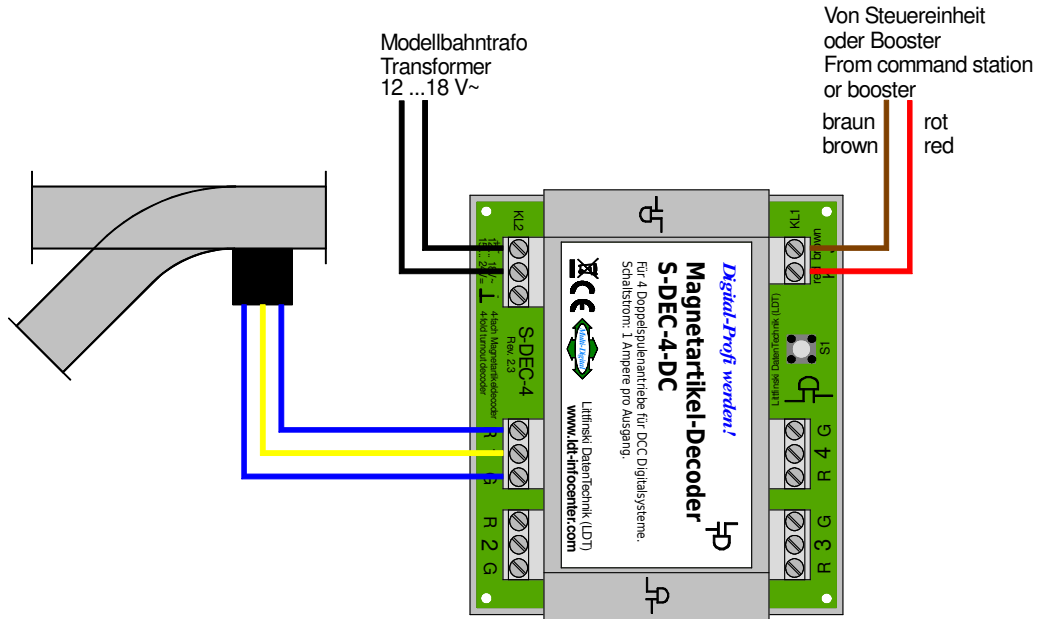 Modellbahntrafo
Transformer
12 ...18 V~
Von Steuereinheit
oder Booster
From command station
or booster
braun
brown
rot
red
KL2
S-DEC-4
Rev. 2.3
4-fach Magnetartikeldecoder
4-fold turnout decoder
R
G
R 2 G
Digital-Profi werden!
Magnetartikel-Decoder
S-DEC-4-DC
Für 4 Doppelspulenantriebe für DCC Digitalsysteme.
Schaltstrom: 1 Ampere pro Ausgang.
CE
Multi-Digital
Littfinski DatenTechnik (LDT)
www.ldt-infocenter.com
KL1
red brown
S1
Littfinski DatenTechnik (LDT)
R 4 G
R 3 G